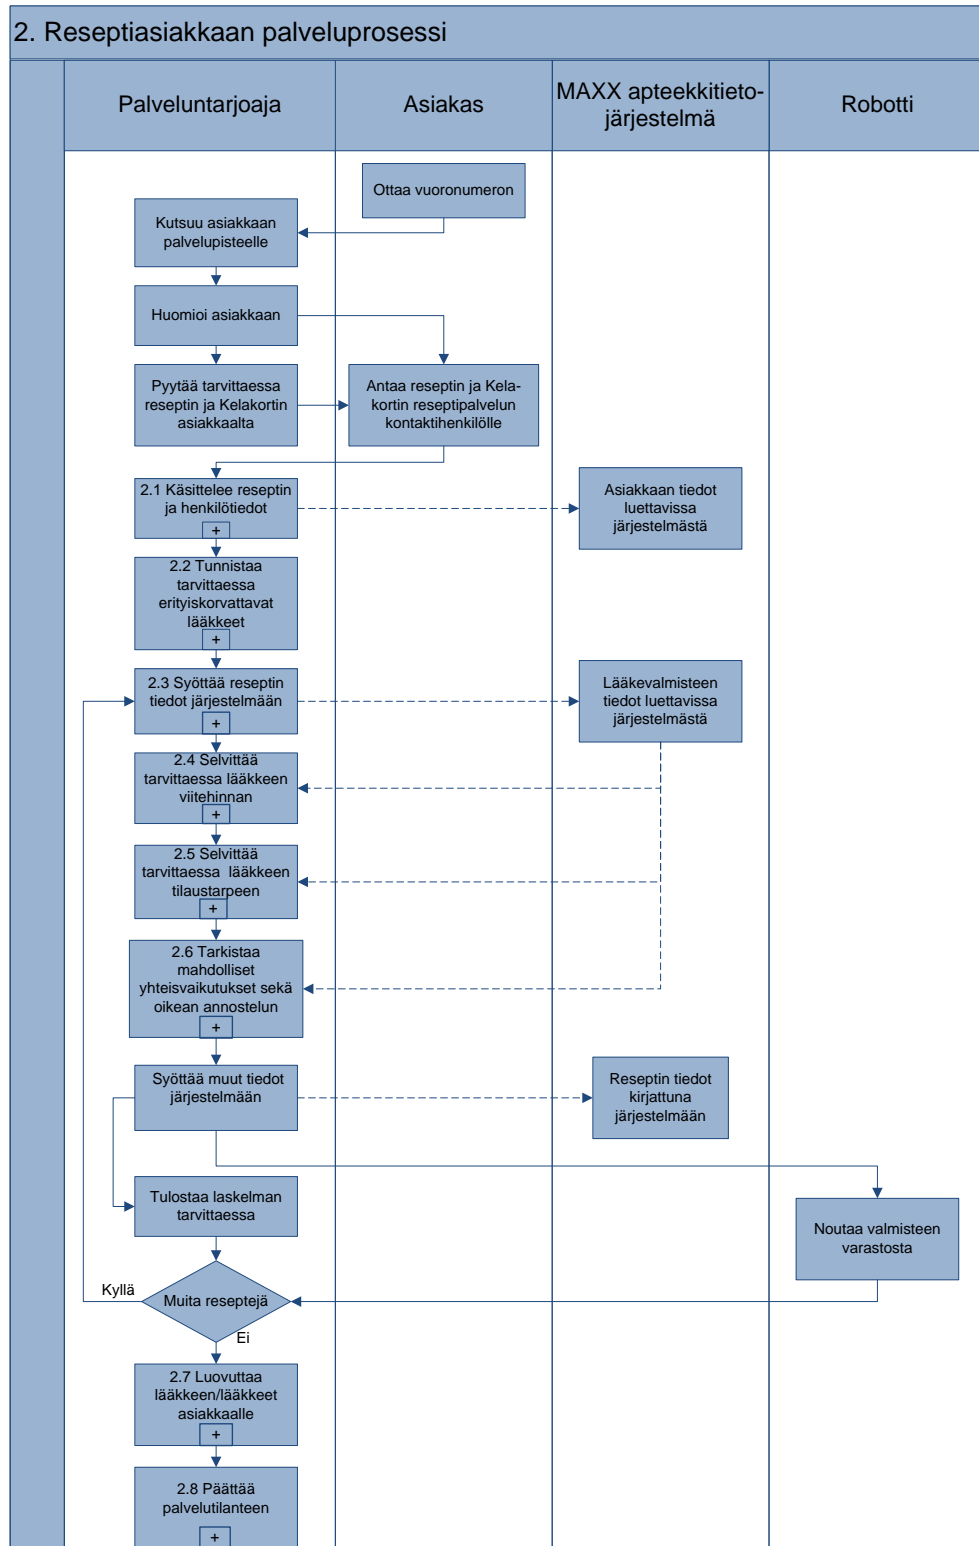 2. Reseptiasiakkaan palveluprosessi
Palveluntarjoaja
Asiakas
MAXX apteekkitieto-
järjestelmä
Robotti
Ottaa vuoronumeron
Kutsuu asiakkaan
palvelupisteelle
Huomioi asiakkaan
Pyytää tarvittaessa
reseptin ja Kelakortin
asiakkaalta
Antaa reseptin ja Kela-
kortin reseptipalvelun
kontaktihenkilölle
2.1 Käsittelee reseptin
ja henkilötiedot
+
Asiakkaan tiedot
luettavissa
järjestelmästä
2.2 Tunnistaa
tarvittaessa
erityiskorvattavat
lääkkeet
+
2.3 Syöttää reseptin
tiedot järjestelmään
+
Lääkevalmisteen
tiedot luettavissa
järjestelmästä
2.4 Selvittää
tarvittaessa lääkkeen
viitehinnan
+
2.5 Selvittää
tarvittaessa lääkkeen
tilaustarpeen
+
2.6 Tarkistaa
mahdolliset
yhteisvaikutukset sekä
oikean annostelun
+
Syöttää muut tiedot
järjestelmään
Reseptin tiedot
kirjattuna
järjestelmään
Tulostaa laskelman
tarvittaessa
Noutaa valmisteen
varastosta
Kyllä
Muita reseptejä
Ei
2.7 Luovuttaa
lääkkeen/lääkkeet
asiakkaalle
+
2.8 Päättää
palvelutilanteen
+